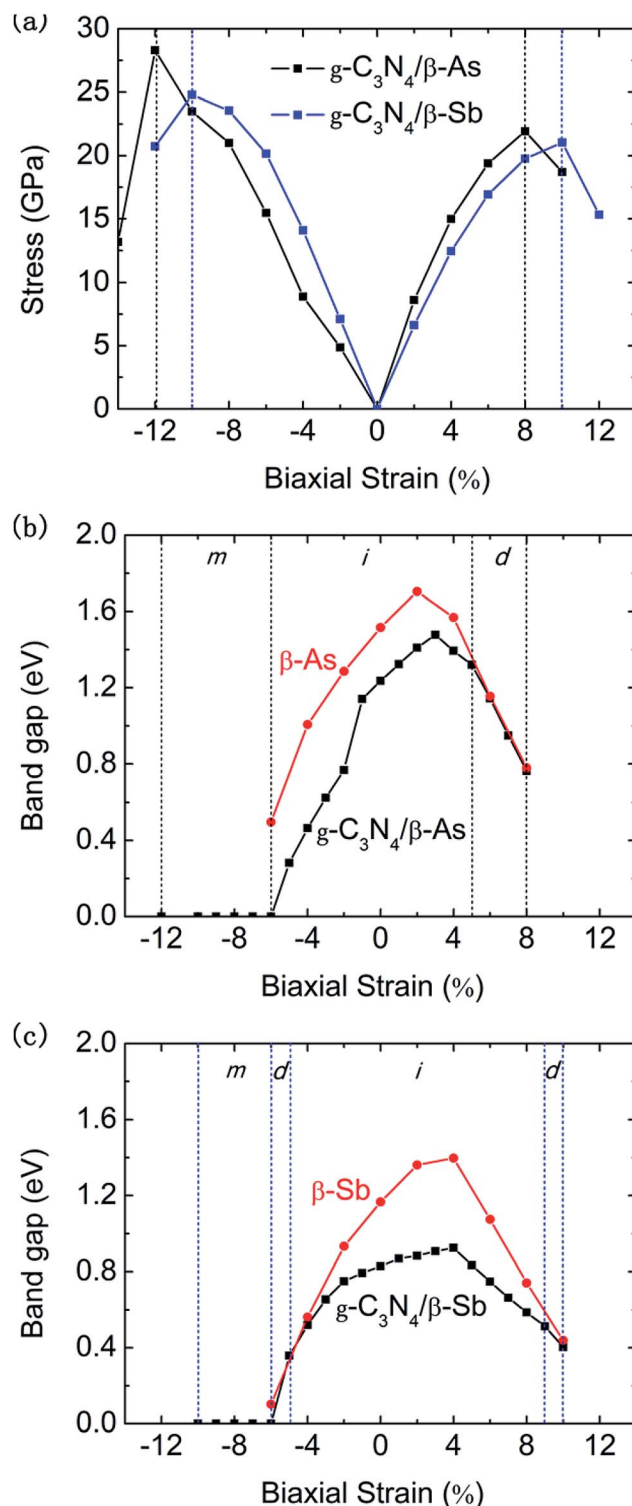 (a)
30
25
20
15
10
5
0
Stress (GPa)
g-C3N4/β-As
g-C3N4/β-Sb
-12 -8 -4 0 4 8 12
Biaxial Strain (%)
(b)
2.0
1.6
1.2
0.8
0.4
0.0
Band gap (eV)
m i d
β-As
g-C3N4/β-As
-12 -8 -4 0 4 8 12
Biaxial Strain (%)
(c)
2.0
1.6
1.2
0.8
0.4
0.0
Band gap (eV)
m d i d
β-Sb
g-C3N4/β-Sb
-12 -8 -4 0 4 8 12
Biaxial Strain (%)